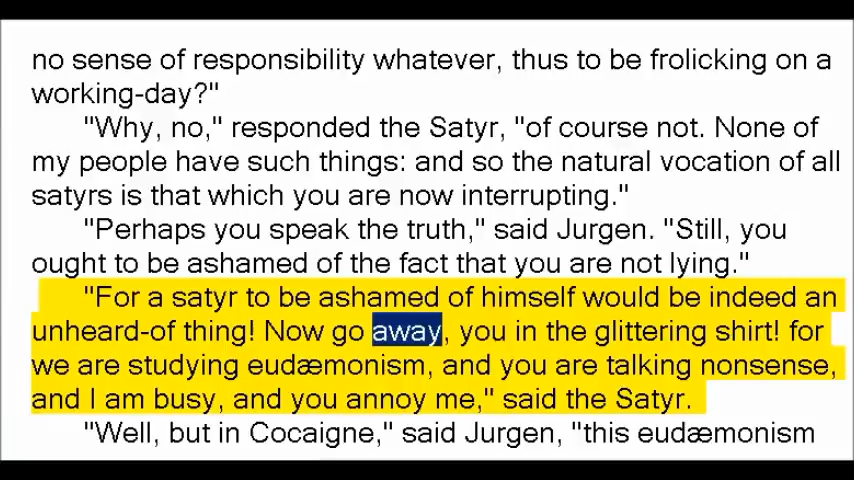 no sense of responsibility whatever, thus to be frolicking on a
working-day?"
"Why, no," responded the Satyr, "of course not. None of
my people have such things: and so the natural vocation of all
satyrs is that which you are now interrupting."
"Perhaps you speak the truth," said Jurgen. "Still, you
ought to be ashamed of the fact that you are not lying."
"For a satyr to be ashamed of himself would be indeed an
unheard-of thing! Now go away, you in the glittering shirt! for
we are studying eudæmonism, and you are talking nonsense,
and I am busy, and you annoy me," said the Satyr.
"Well, but in Cocaigne," said Jurgen, "this eudæmonism